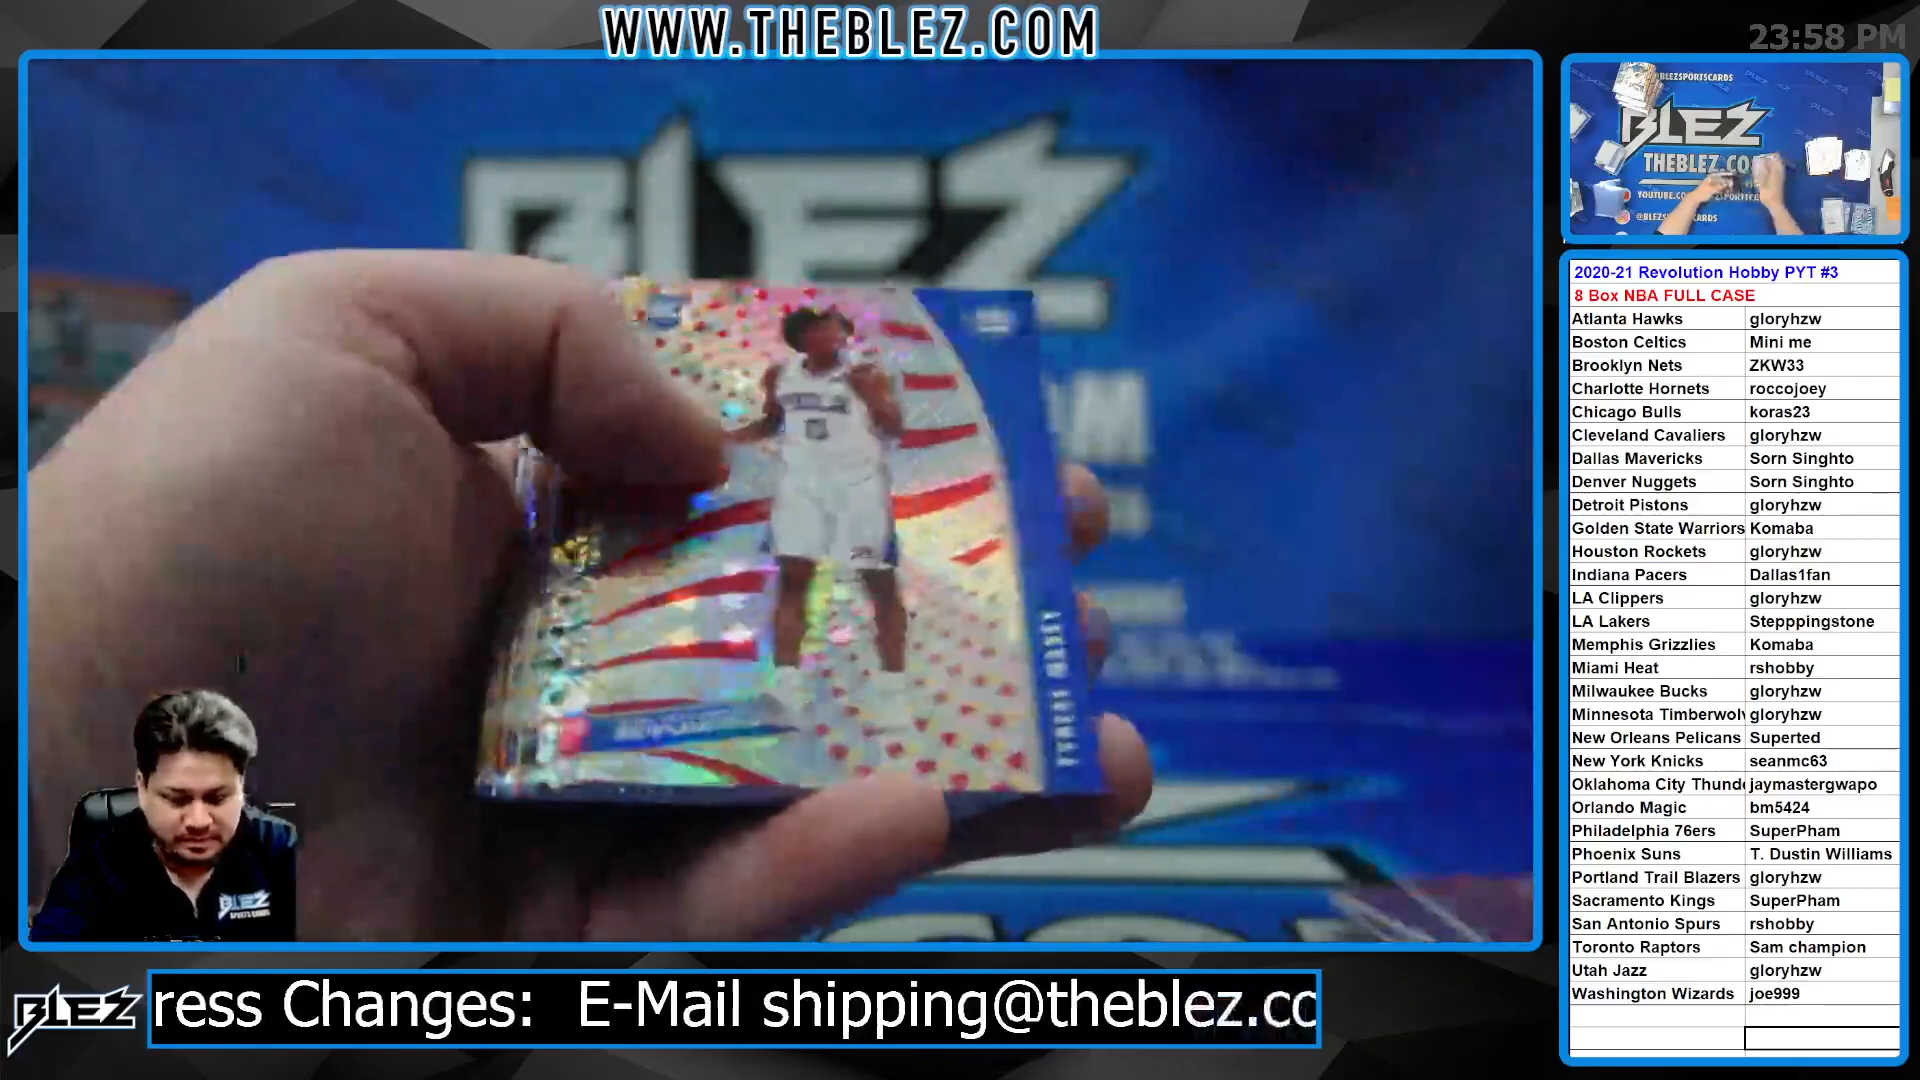 WWW.THEBLEZ.COM
23:58 PM
BLEZ
@BLEZSPORTSCARDS
BLEZ
THEBLEZ.CO
2020-21 Revolution Hobby PYT #3
8 Box NBA FULL CASE
Atlanta Hawks gloryhzw
Boston Celtics Mini me
Brooklyn Nets ZKW33
Charlotte Hornets roccojoey
Chicago Bulls koras23
Cleveland Cavaliers gloryhzw
Dallas Mavericks Sorn Singhto
Denver Nuggets Sorn Singhto
Detroit Pistons gloryhzw
Golden State Warriors Komaba
Houston Rockets gloryhzw
Indiana Pacers Dallas1fan
LA Clippers gloryhzw
LA Lakers Stepppingstone
Memphis Grizzlies Komaba
Miami Heat rshobby
Milwaukee Bucks gloryhzw
Minnesota Timberwol gloryhzw
New Orleans Pelicans Superted
New York Knicks seanmc63
Oklahoma City Thund jaymastergwapo
Orlando Magic bm5424
Philadelphia 76ers SuperPham
Phoenix Suns T. Dustin Williams
Portland Trail Blazers gloryhzw
Sacramento Kings SuperPham
San Antonio Spurs rshobby
Toronto Raptors Sam champion
Utah Jazz gloryhzw
Washington Wizards joe999
BLEZ
SPORTS CARDS
BLEZ
ress Changes: E-Mail shipping@theblez.cc